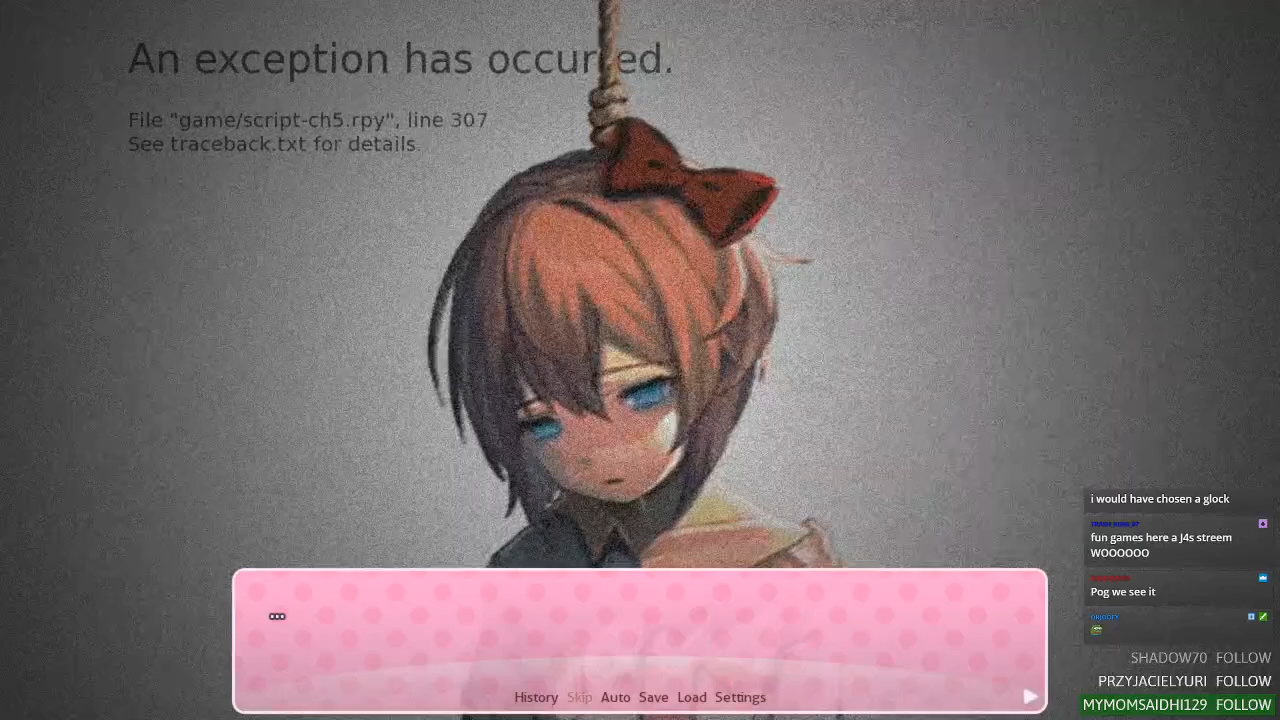 An exception has occurred.
File "game/script-ch5.rpy", line 307
See traceback.txt for details.
i would have chosen a glock
fun games here a J4s streem
WOOOOOO
Pog we see it
...
SHADOW70 FOLLOW
PRZYJACIELYURI FOLLOW
MYMOMSAIDHI129 FOLLOW
History Skip Auto Save Load Settings